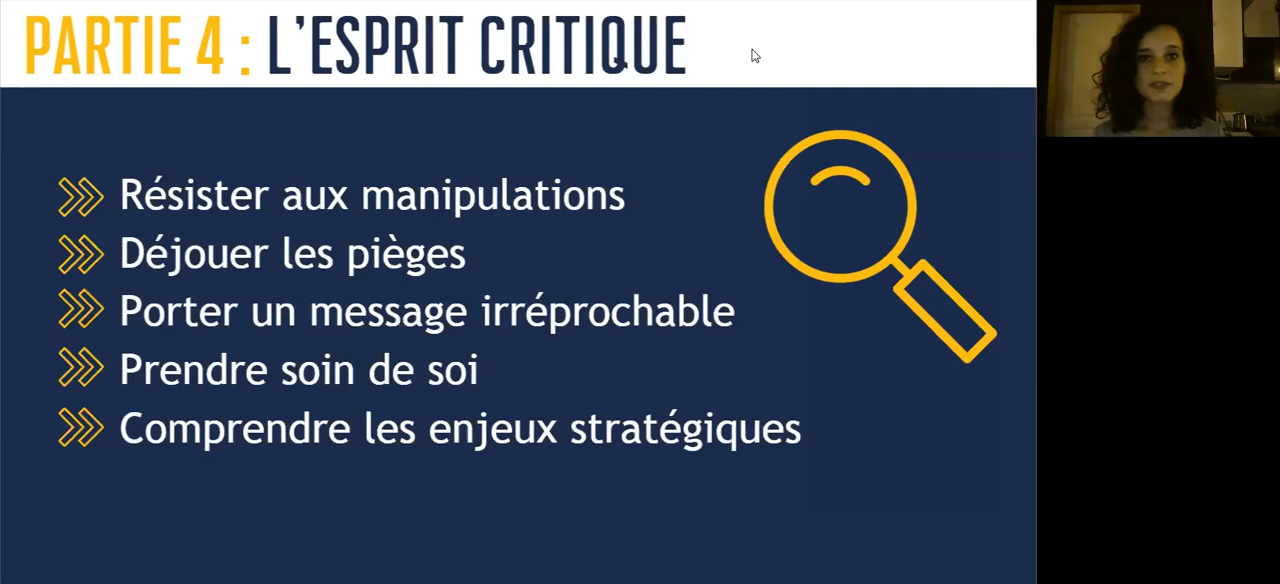 PARTIE 4 : L'ESPRIT CRITIQUE
Résister aux manipulations
Déjouer les pièges
Porter un message irréprochable
Prendre soin de soi
Comprendre les enjeux stratégiques